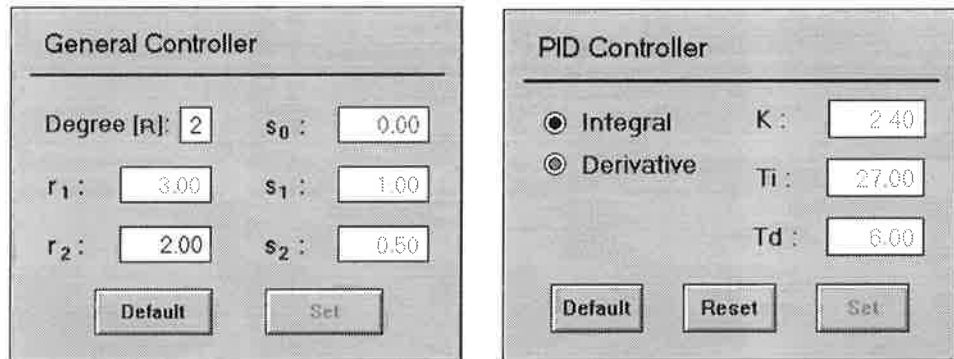 General Controller
Degree [R]: 2 s0 : 0.00
r1 : 3.00 s1 : 1.00
r2 : 2.00 s2 : 0.50
Default Set
PID Controller
Integral K : 2.40
Derivative Ti : 27.00
Td : 6.00
Default Reset Set